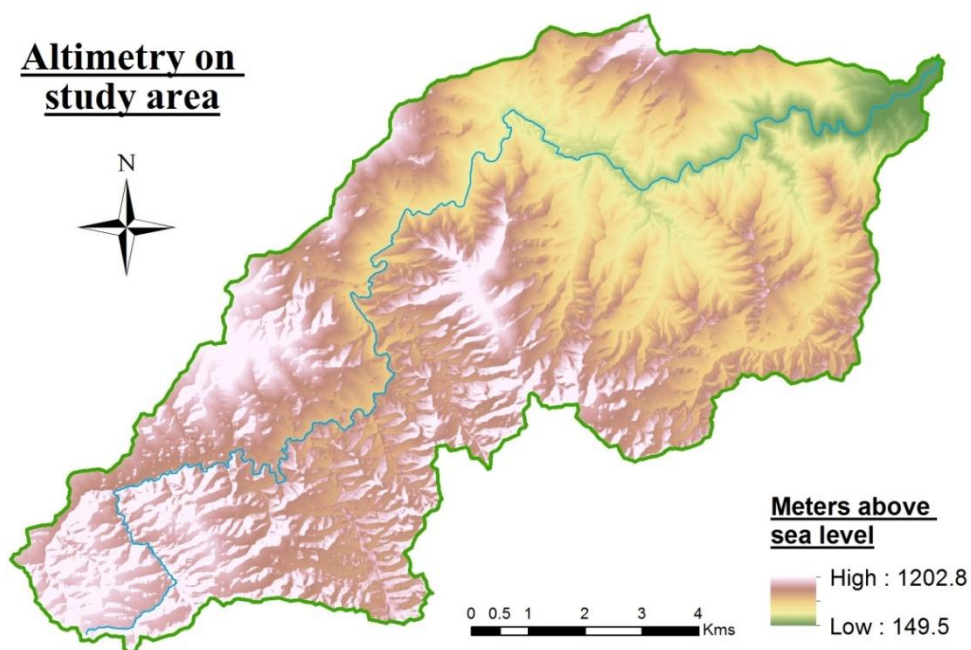 Altimetry on
study area
N
Meters above
sea level
High : 1202.8
Low : 149.5
0 0.5 1 2 3 4
Kms